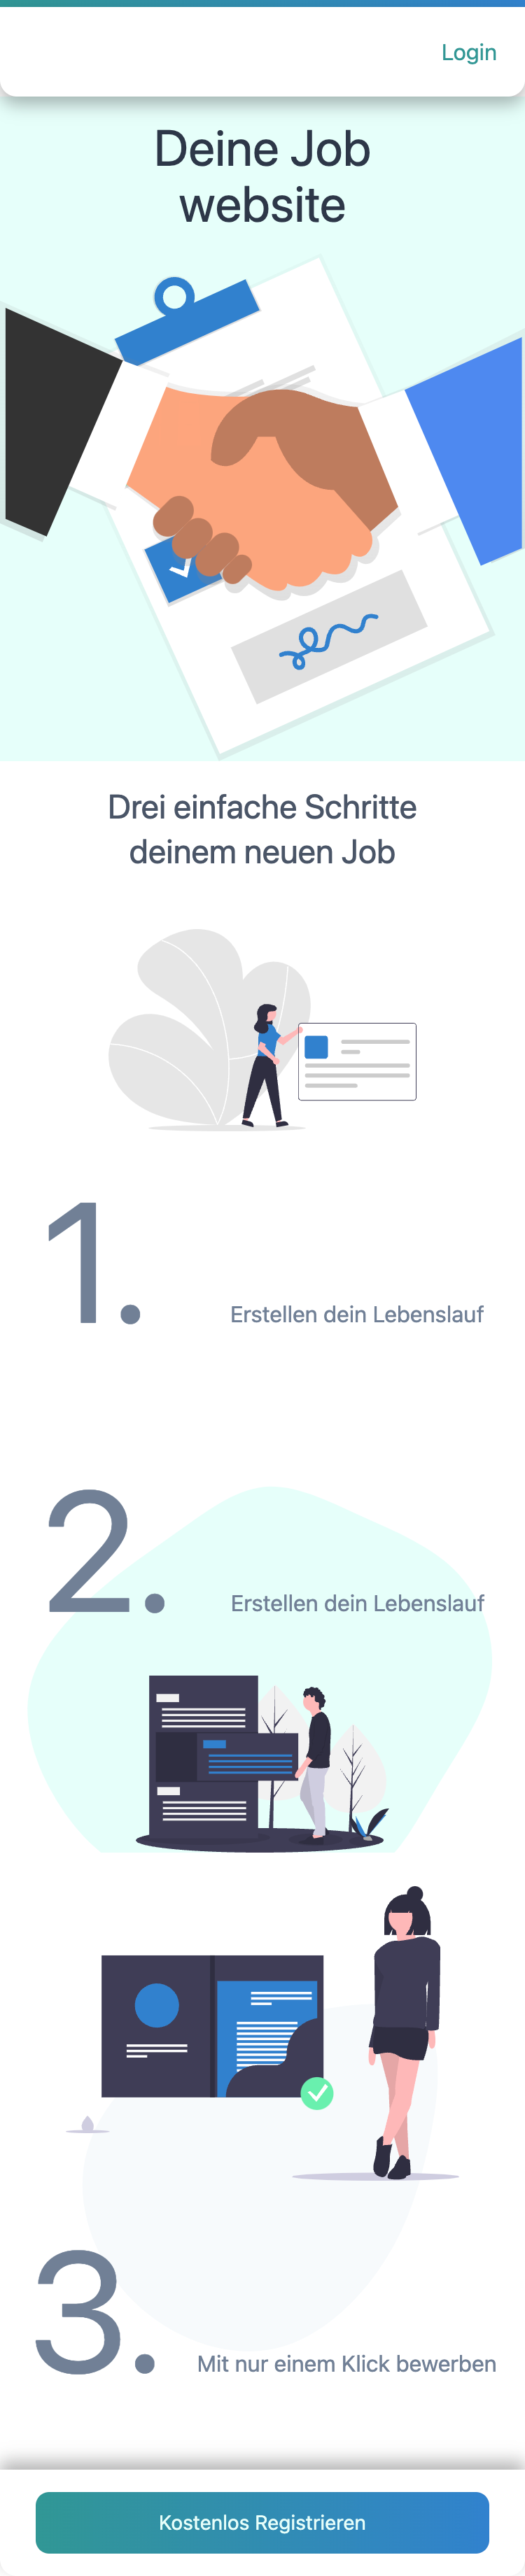 Login
Deine Job
website
Drei einfache Schritte
deinem neuen Job
1.
Erstellen dein Lebenslauf
2.
Erstellen dein Lebenslauf
3.
Mit nur einem Klick bewerben
Kostenlos Registrieren